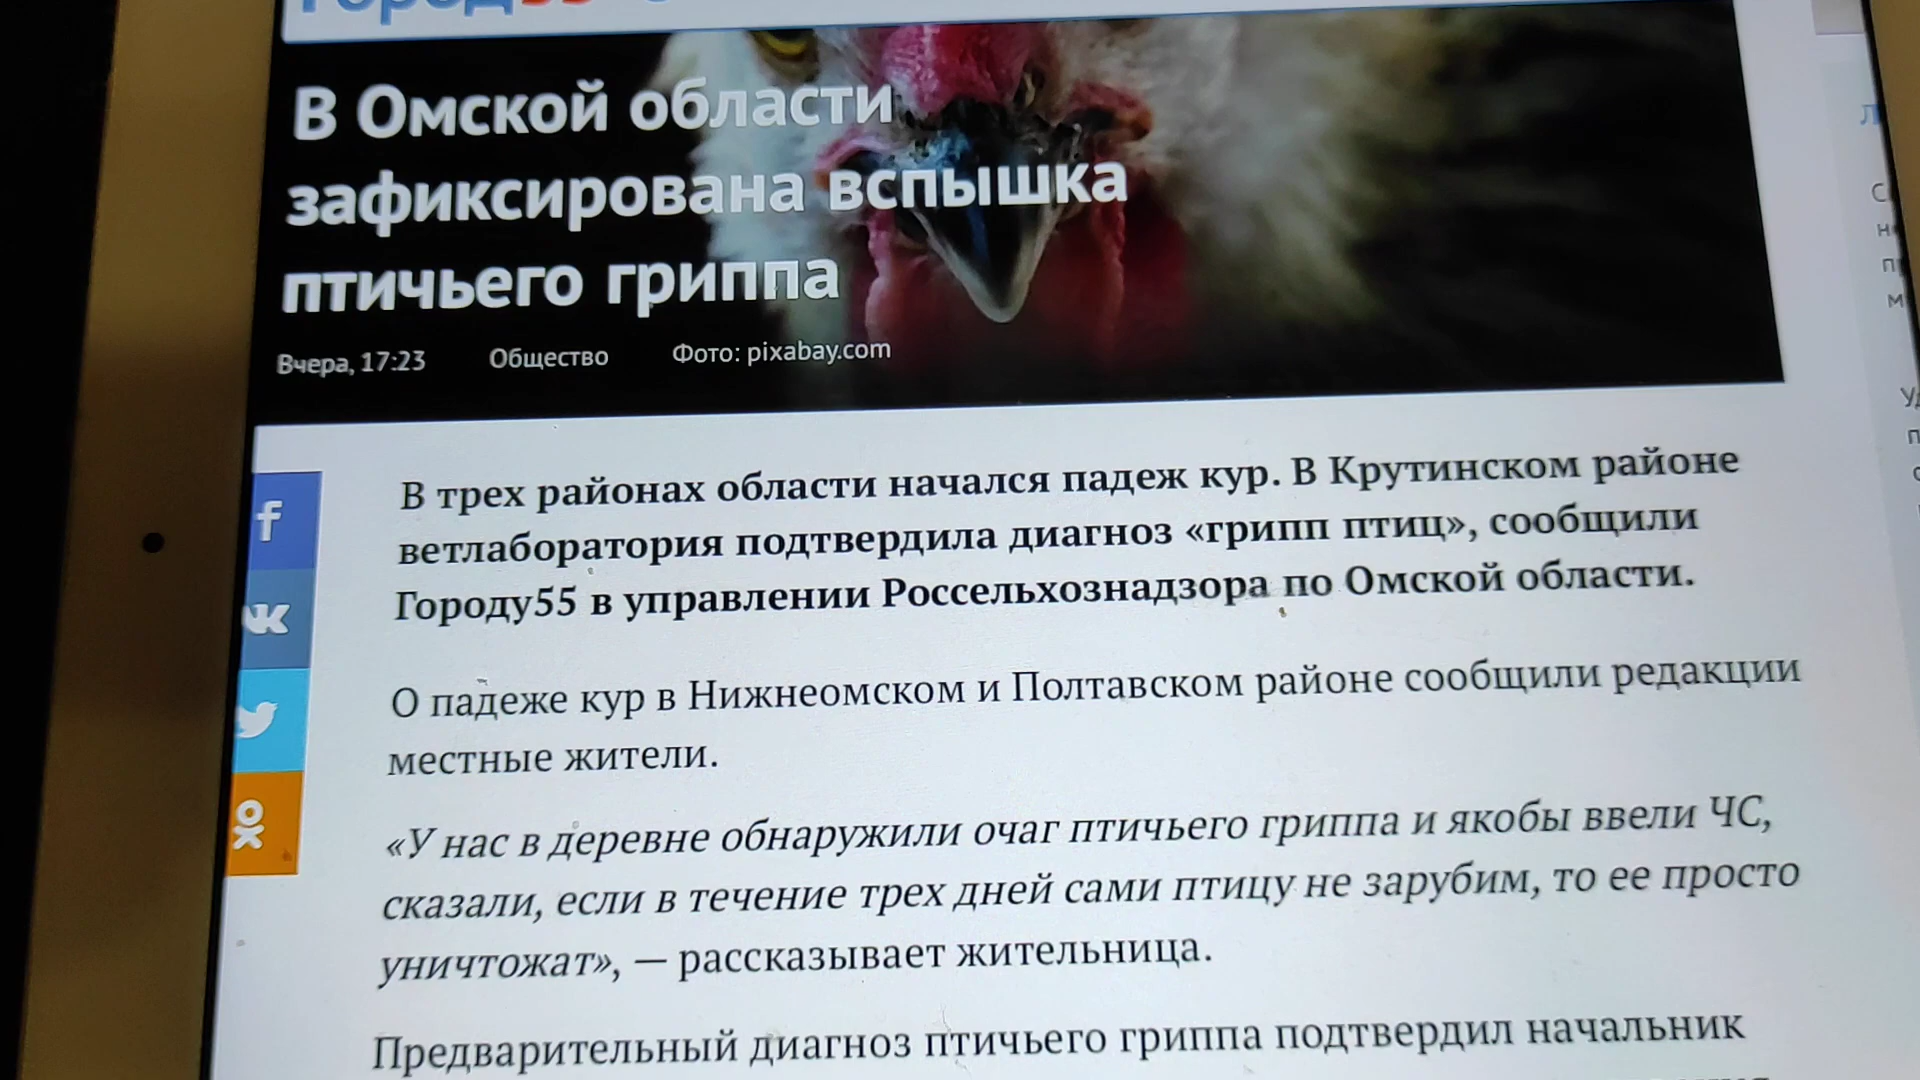 В Омской области
зафиксирована вспышка
птичьего гриппа
Вчера, 17:23 Общество Фото: pixabay.com
В трех районах области начался падеж кур. В Крутинском районе
ветлаборатория подтвердила диагноз «грипп птиц», сообщили
Городу55 в управлении Россельхознадзора по Омской области.
О падеже кур в Нижнеомском и Полтавском районе сообщили редакции
местные жители.
«У нас в деревне обнаружили очаг птичьего гриппа и якобы ввели ЧС,
сказали, если в течение трех дней сами птицу не зарубим, то ее просто
уничтожат», — рассказывает жительница.
Предварительный диагноз птичьего гриппа подтвердил начальник